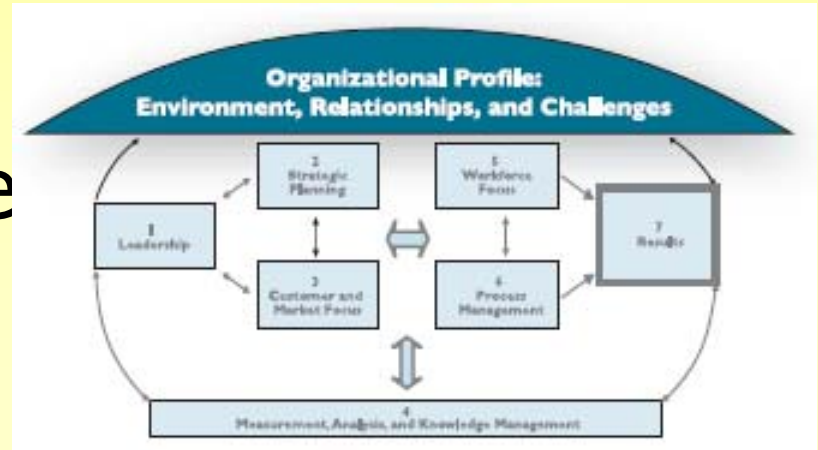 Organizational Profile:
Environment, Relationships, and Challenges
e
1
Leadership
2
Strategic
Planning
3
Customer and
Market Focus
5
Workforce
Focus
6
Process
Management
7
Results
4
Measurement, Analysis, and Knowledge Management